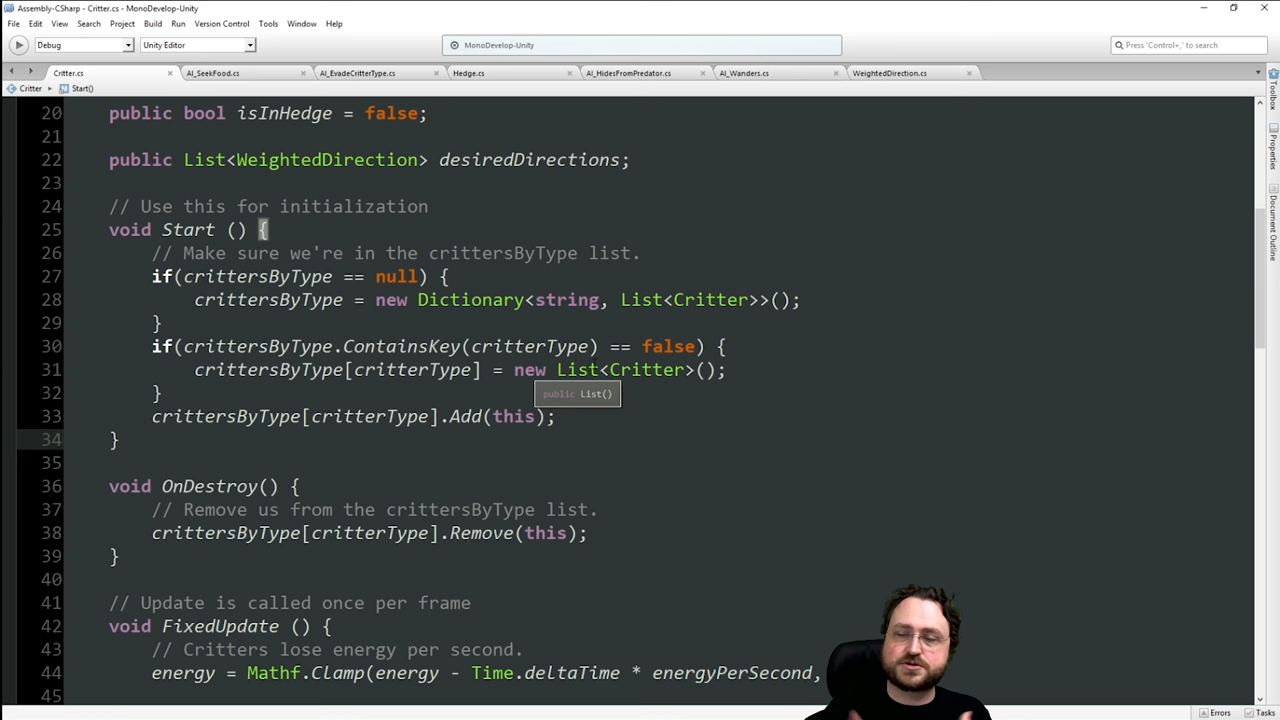 Assembly-CSharp - Critter.cs - MonoDevelop-Unity
File Edit View Search Project Build Run Version Control Tools Window Help
Debug Unity Editor MonoDevelop-Unity Press 'Control+,' to search
Critter.cs AI_SeekFood.cs AI_EvadeCritterType.cs Hedge.cs AI_HidesFromPredator.cs AI_Wanders.cs WeightedDirection.cs
Critter Start()
Toolbox
Properties
Document Outline
20 public bool isInHedge = false;
21
22 public List<WeightedDirection> desiredDirections;
23
24 // Use this for initialization
25 void Start () {
26 // Make sure we're in the crittersByType list.
27 if(crittersByType == null) {
28 crittersByType = new Dictionary<string, List<Critter>>();
29 }
30 if(crittersByType.ContainsKey(critterType) == false) {
31 crittersByType[critterType] = new List<Critter>();
public List()
32 }
33 crittersByType[critterType].Add(this);
34 }
35
36 void OnDestroy() {
37 // Remove us from the crittersByType list.
38 crittersByType[critterType].Remove(this);
39 }
40
41 // Update is called once per frame
42 void FixedUpdate () {
43 // Critters lose energy per second.
44 energy = Mathf.Clamp(energy - Time.deltaTime * energyPerSecond,
45
Errors Tasks